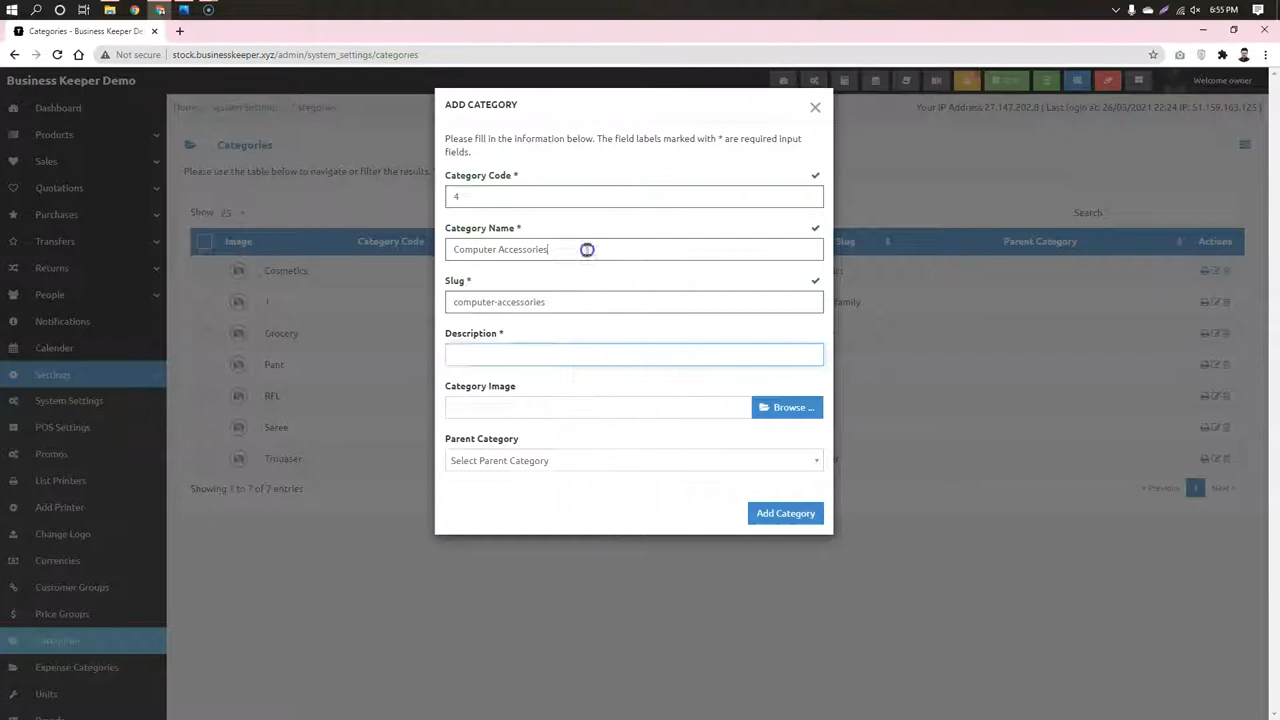 6:55 PM
Categories - Business Keeper De
Not secure
stock.businesskeeper.xyz/admin/system_settings/categories
Business Keeper Demo
Welcome owner
Dashboard
Products
Sales
Quotations
Purchases
Transfers
Returns
People
Notifications
Calender
Settings
System Settings
POS Settings
Promos
List Printers
Add Printer
Change Logo
Currencies
Customer Groups
Price Groups
Categories
Expense Categories
Units
Home
System Settings
Categories
Your IP Address 27.147.202.8 ( Last login at: 26/03/2021 22:24 IP: 51.159.163.125 )
Categories
Please use the table below to navigate or filter the results.
Show 25
Search
Image
Category Code
Slug
Parent Category
Actions
Cosmetics
Grocery
family
Pant
RFL
Saree
Trouaser
Showing 1 to 7 of 7 entries
< Previous 1 Next >
ADD CATEGORY
Please fill in the information below. The field labels marked with * are required input
fields.
Category Code *
4
Category Name *
Computer Accessories
Slug *
computer-accessories
Description *
Category Image
Browse ...
Parent Category
Select Parent Category
Add Category